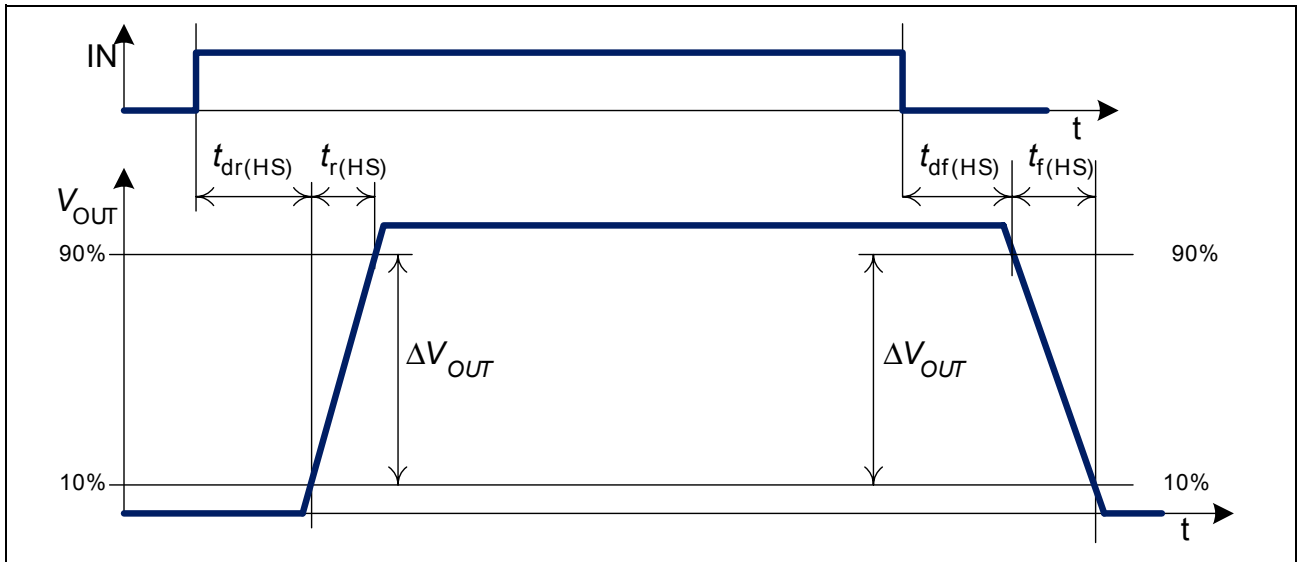 IN
t
tdr(HS) tr(HS) tdf(HS) tf(HS)
VOUT
90% 90%
ΔVOUT ΔVOUT
10% 10%
t